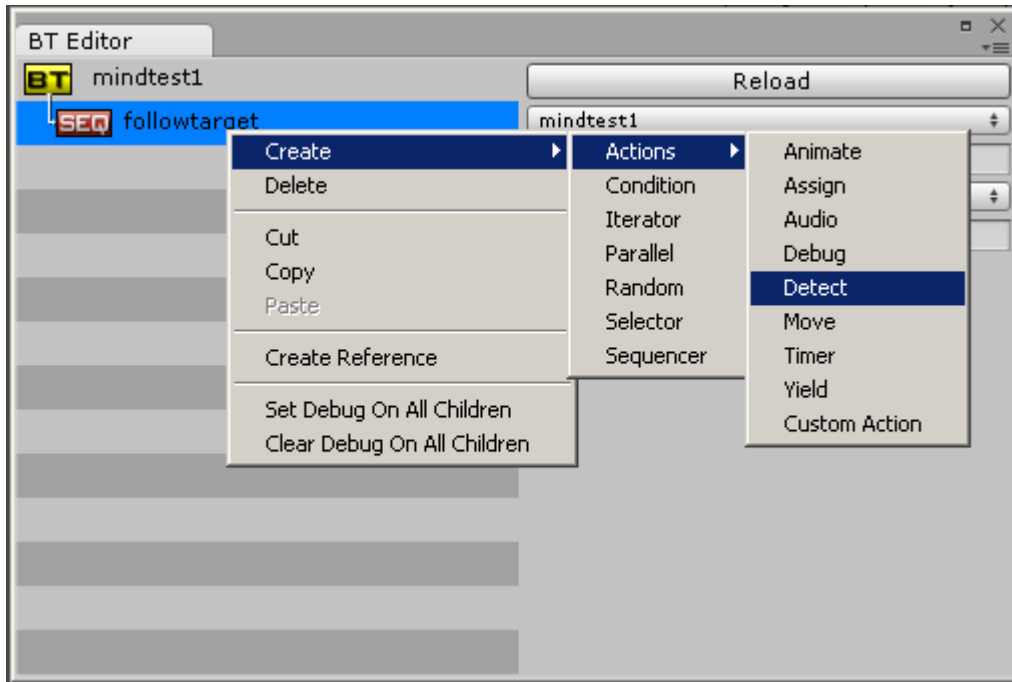 BT Editor
BT mindtest1
Reload
SEQ followtarget
mindtest1
Create
Delete
Cut
Copy
Paste
Create Reference
Set Debug On All Children
Clear Debug On All Children
Actions
Condition
Iterator
Parallel
Random
Selector
Sequencer
Animate
Assign
Audio
Debug
Detect
Move
Timer
Yield
Custom Action